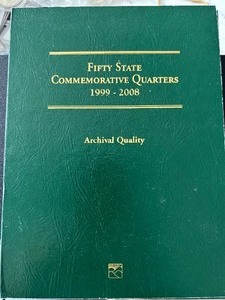 FIFTY STATE
COMMEMORATIVE QUARTERS
1999 - 2008
Archival Quality